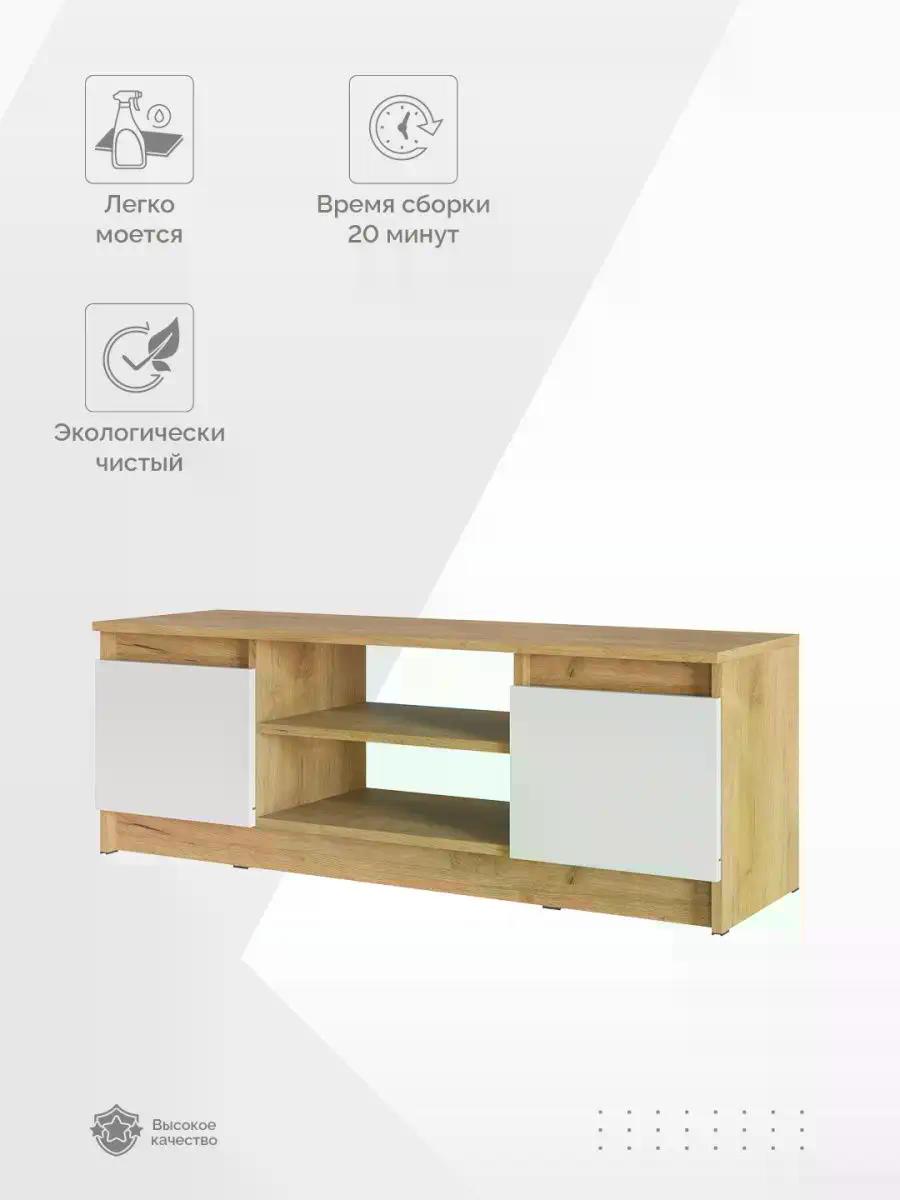 Легко
моется
Время сборки
20 минут
Экологически
чистый
Высокое
качество